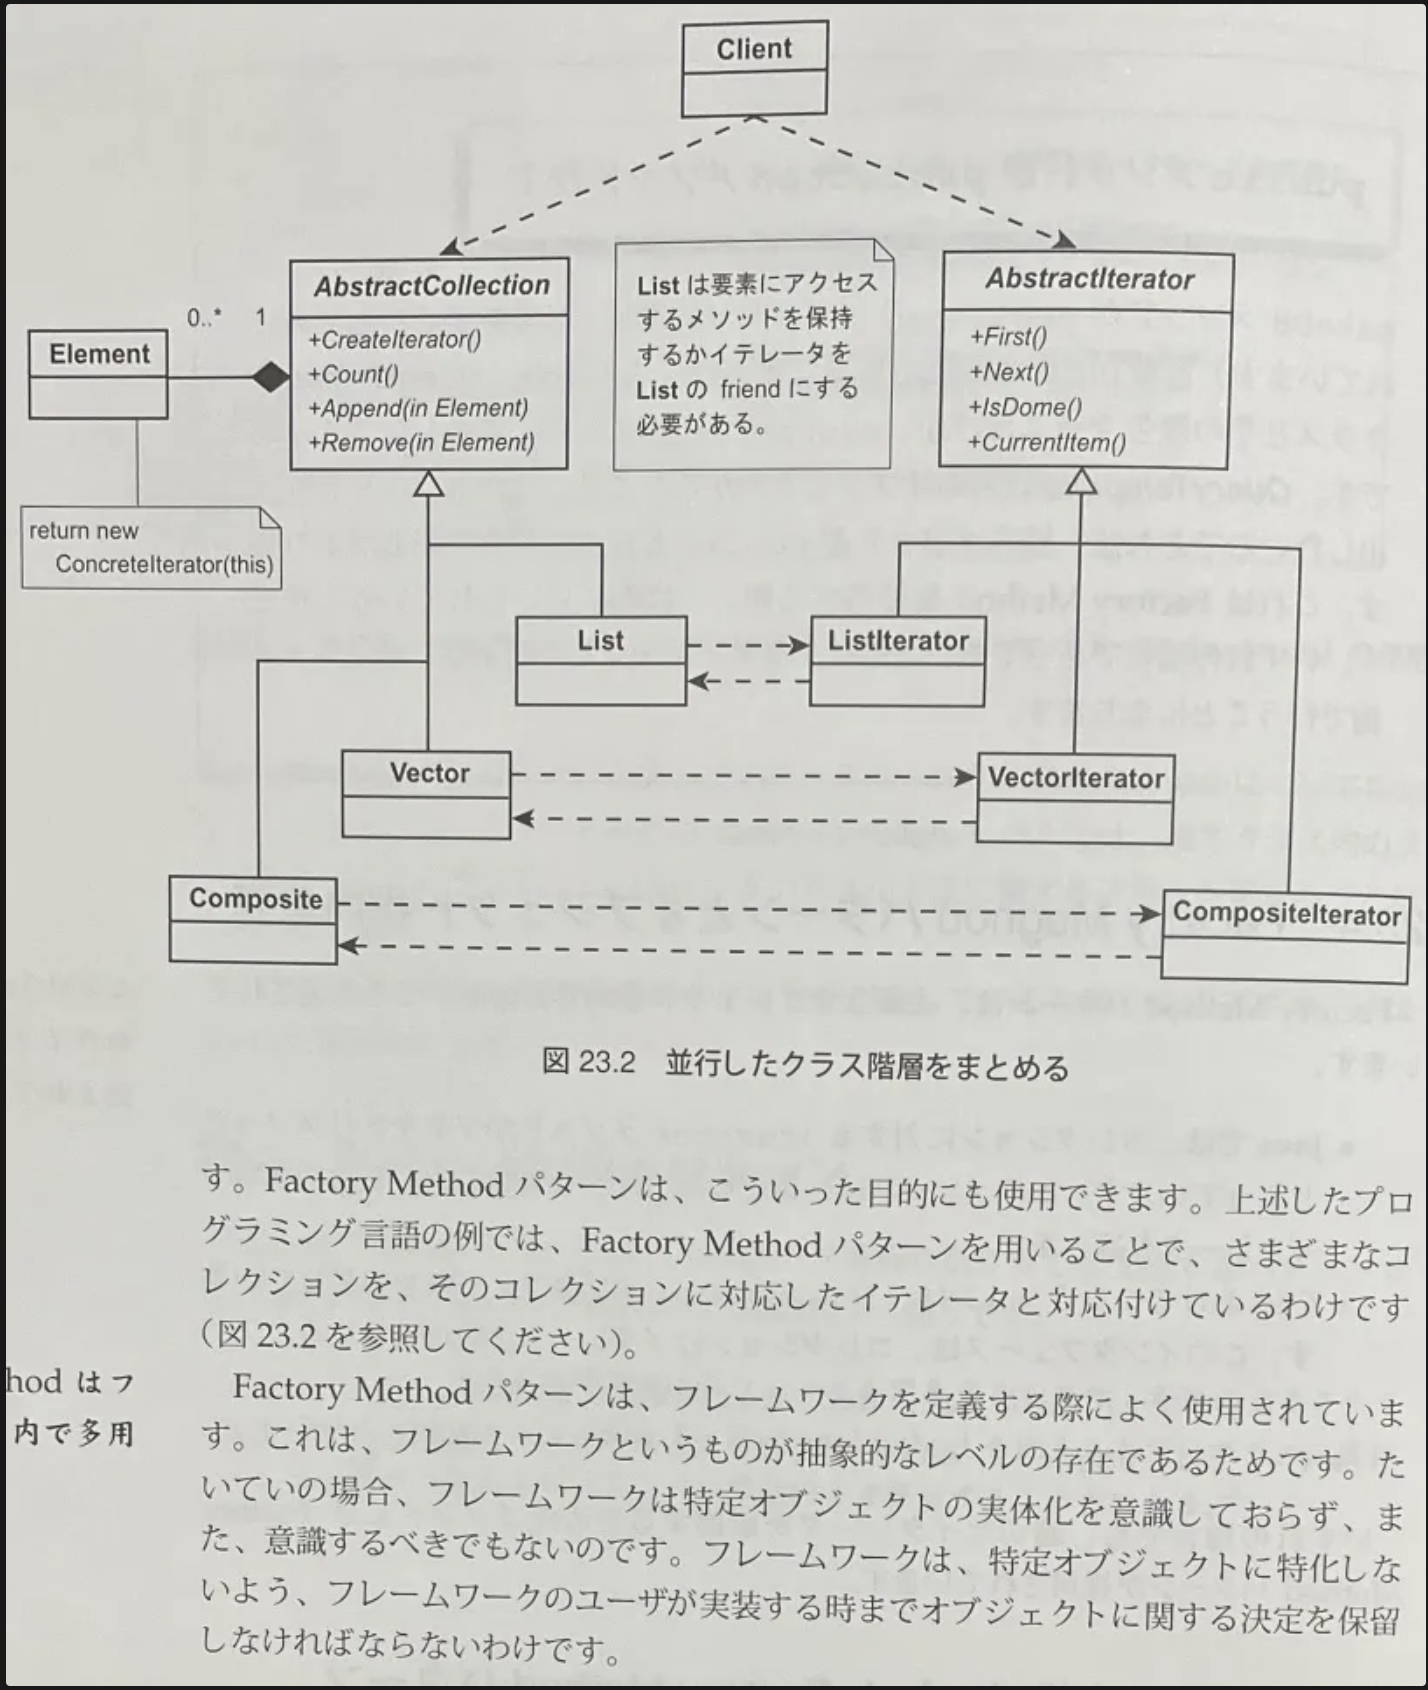 Client
AbstractCollection
+CreateIterator()
+Count()
+Append(in Element)
+Remove(in Element)
List は要素にアクセス
するメソッドを保持
するかイテレータを
List の friend にする
必要がある。
AbstractIterator
+First()
+Next()
+IsDome()
+CurrentItem()
0..* 1
Element
return new
ConcreteIterator(this)
List
ListIterator
Vector
VectorIterator
Composite
CompositeIterator
図 23.2 並行したクラス階層をまとめる
す。Factory Method パターンは、こういった目的にも使用できます。上述したプロ
グラミング言語の例では、Factory Method パターンを用いることで、さまざまなコ
レクションを、そのコレクションに対応したイテレータと対応付けているわけです
(図 23.2 を参照してください)。
hod はフ
内で多用
Factory Method パターンは、フレームワークを定義する際によく使用されていま
す。これは、フレームワークというものが抽象的なレベルの存在であるためです。た
いていの場合、フレームワークは特定オブジェクトの実体化を意識しておらず、ま
た、意識するべきでもないのです。フレームワークは、特定オブジェクトに特化しな
いよう、フレームワークのユーザが実装する時までオブジェクトに関する決定を保留
しなければならないわけです。